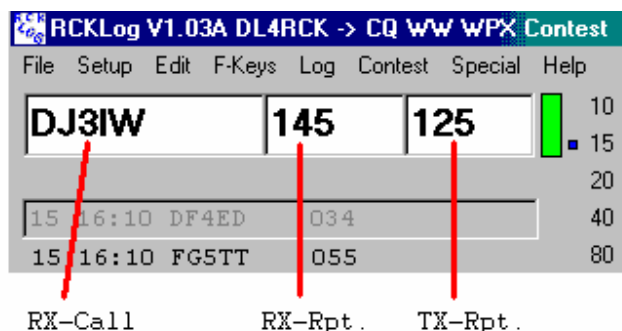 RCK LOG RCKLog V1.03A DL4RCK -> CQ WW WPX Contest
File Setup Edit F-Keys Log Contest Special Help
DJ3IW 145 125 10
15
20
15 16:10 DF4ED 034 40
15 16:10 FG5TT 055 80
RX-Call RX-Rpt. TX-Rpt.